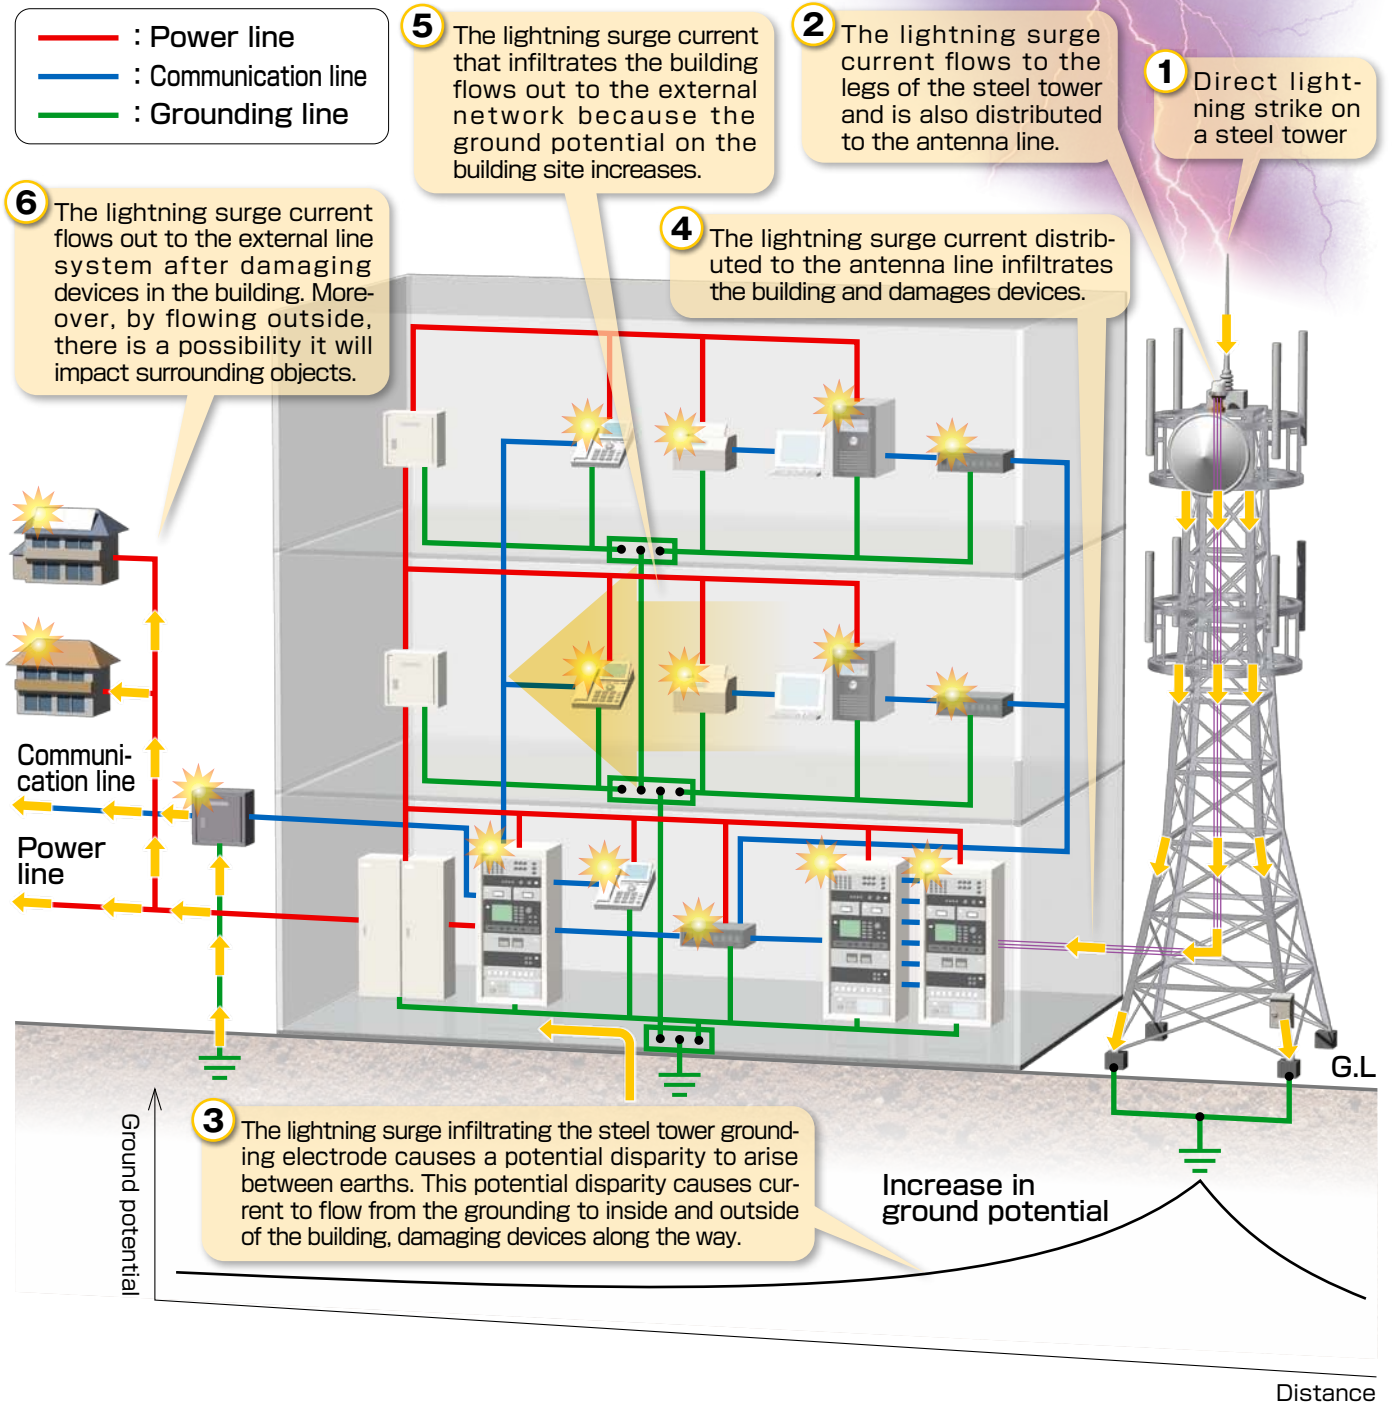 : Power line
: Communication line
: Grounding line
1
Direct light-
ning strike on
a steel tower
2
The lightning surge
current flows to the
legs of the steel tower
and is also distributed
to the antenna line.
3
The lightning surge infiltrating the steel tower ground-
ing electrode causes a potential disparity to arise
between earths. This potential disparity causes cur-
rent to flow from the grounding to inside and outside
of the building, damaging devices along the way.
4
The lightning surge current distrib-
uted to the antenna line infiltrates
the building and damages devices.
5
The lightning surge current
that infiltrates the building
flows out to the external
network because the
ground potential on the
building site increases.
6
The lightning surge current
flows out to the external line
system after damaging
devices in the building. More-
over, by flowing outside,
there is a possibility it will
impact surrounding objects.
Communi-
cation line
Power
line
G.L
Ground potential
Increase in
ground potential
Distance